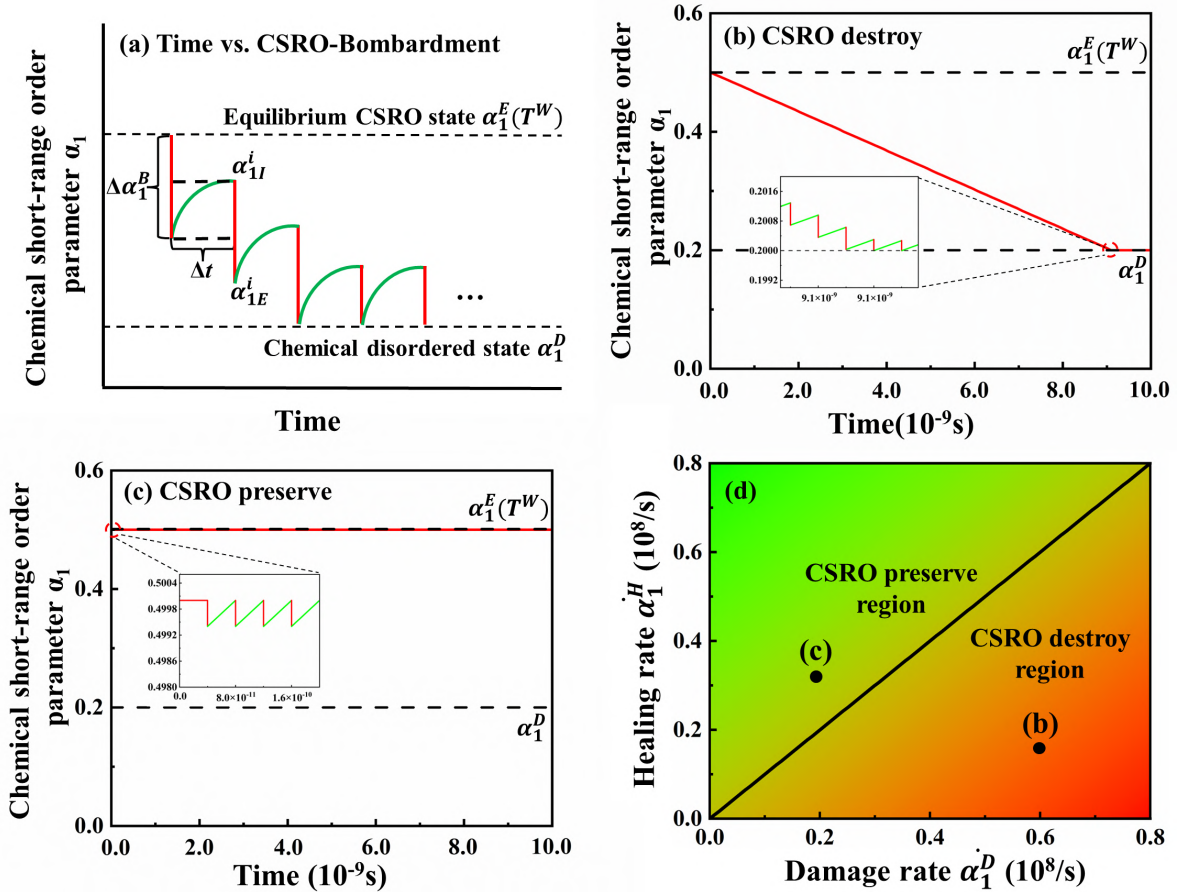 (a) Time vs. CSRO-Bombardment
Chemical short-range order
parameter α₁
Equilibrium CSRO state α₁ᴱ(Tᵂ)
Δα₁ᴮ
α₁ᵢⁱ
Δt
α₁ᴇⁱ
...
Chemical disordered state α₁ᴰ
Time
(b) CSRO destroy
Chemical short-range order
parameter α₁
0.6
0.4
0.2
0.0
α₁ᴱ(Tᵂ)
0.2016
0.2008
0.2000
0.1992
9.1×10⁻⁹
9.1×10⁻⁹
α₁ᴰ
0.0
2.0
4.0
6.0
8.0
10.0
Time(10⁻⁹s)
(c) CSRO preserve
Chemical short-range order
parameter α₁
0.6
0.4
0.2
0.0
α₁ᴱ(Tᵂ)
0.5004
0.4998
0.4992
0.4986
0.4980
0.0
8.0×10⁻¹¹
1.6×10⁻¹⁰
α₁ᴰ
0.0
2.0
4.0
6.0
8.0
10.0
Time (10⁻⁹s)
(d)
Healing rate α̇₁ᴴ (10⁸/s)
0.8
0.6
0.4
0.2
0.0
CSRO preserve
region
(c)
CSRO destroy
region
(b)
0.0
0.2
0.4
0.6
0.8
Damage rate α̇₁ᴰ (10⁸/s)